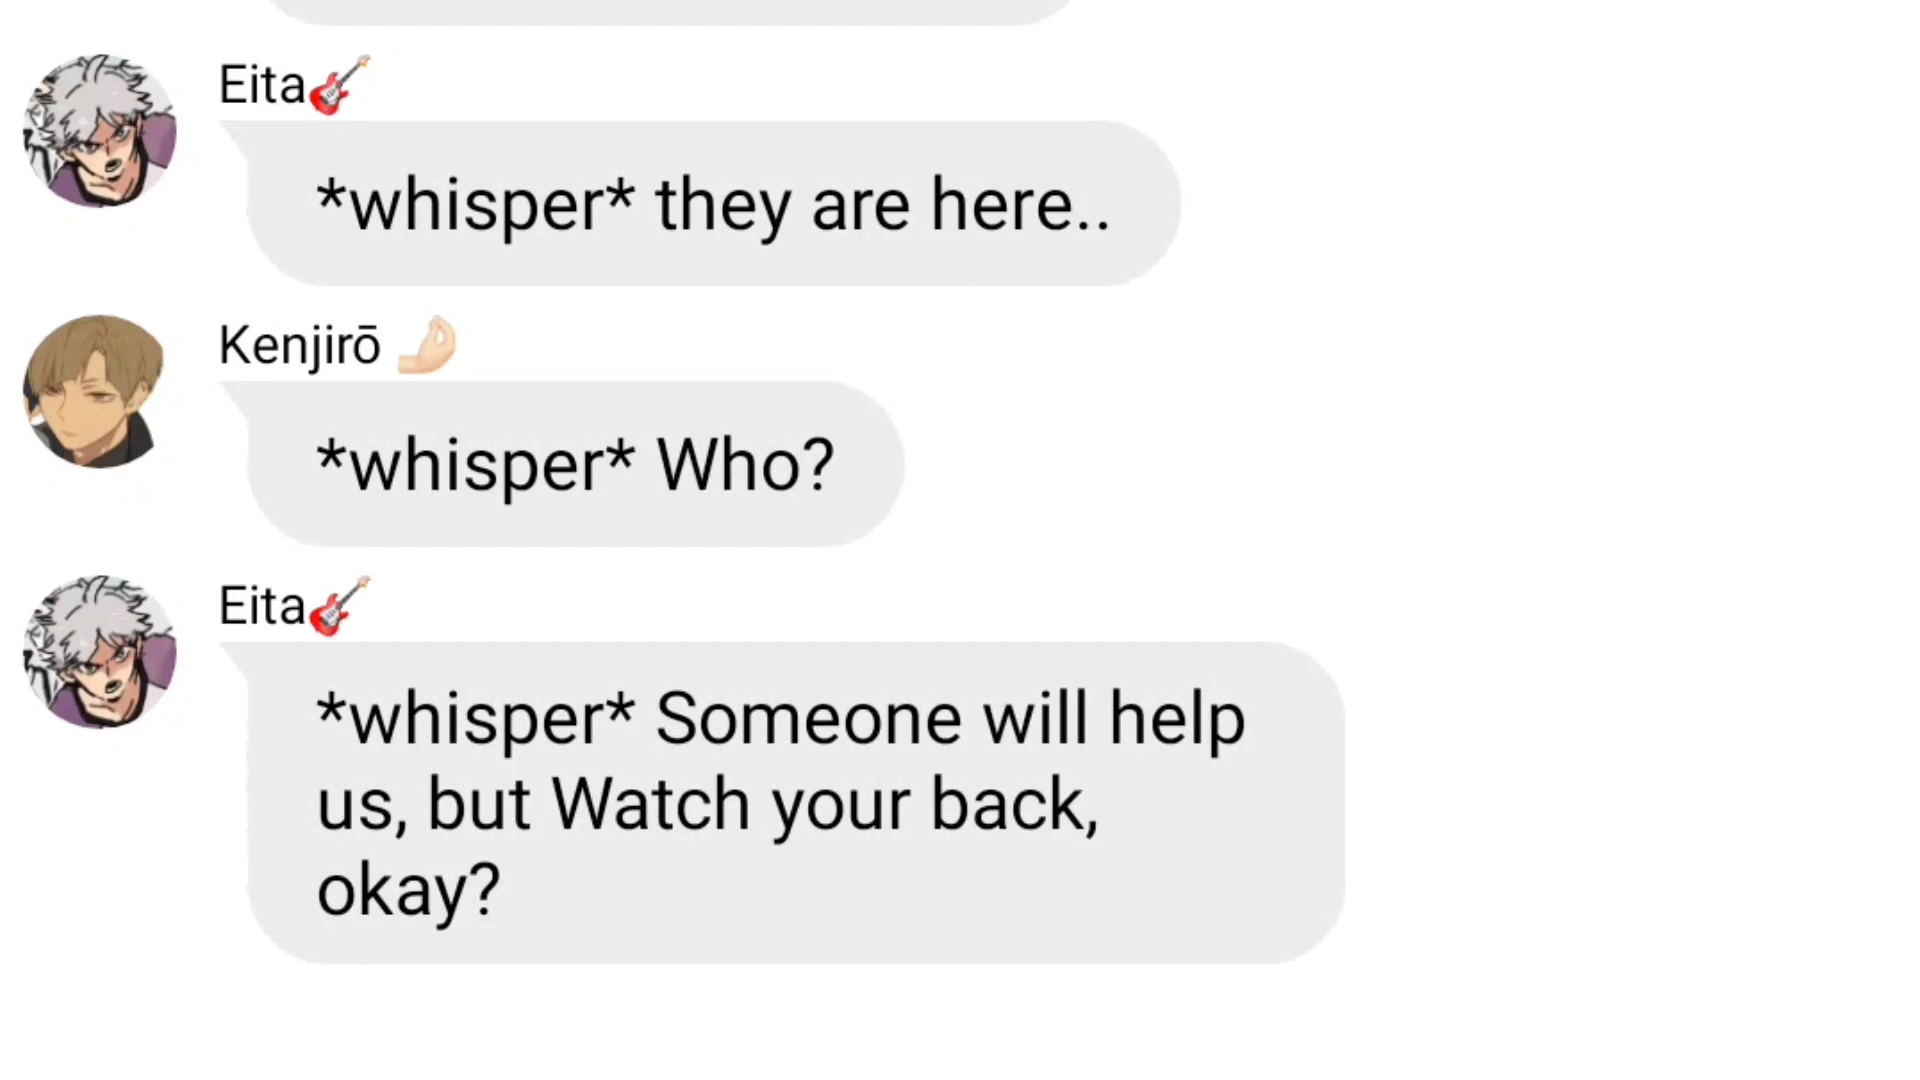 Eita🎸
*whisper* they are here..
Kenjirō 🤌🏻
*whisper* Who?
Eita🎸
*whisper* Someone will help
us, but Watch your back,
okay?